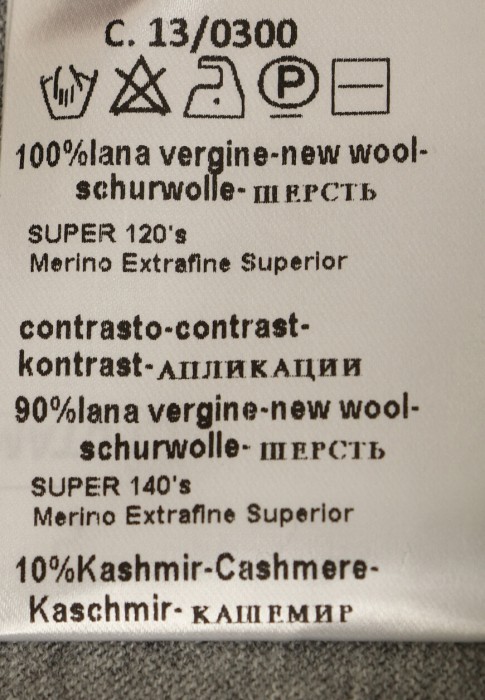 C. 13/0300
P
100%lana vergine-new wool-
schurwolle-ШЕРСТЬ
SUPER 120's
Merino Extrafine Superior
contrasto-contrast-
kontrast-АППЛИКАЦИИ
90%lana vergine-new wool-
schurwolle-ШЕРСТЬ
SUPER 140's
Merino Extrafine Superior
10%Kashmir-Cashmere-
Kaschmir-КАШЕМИР